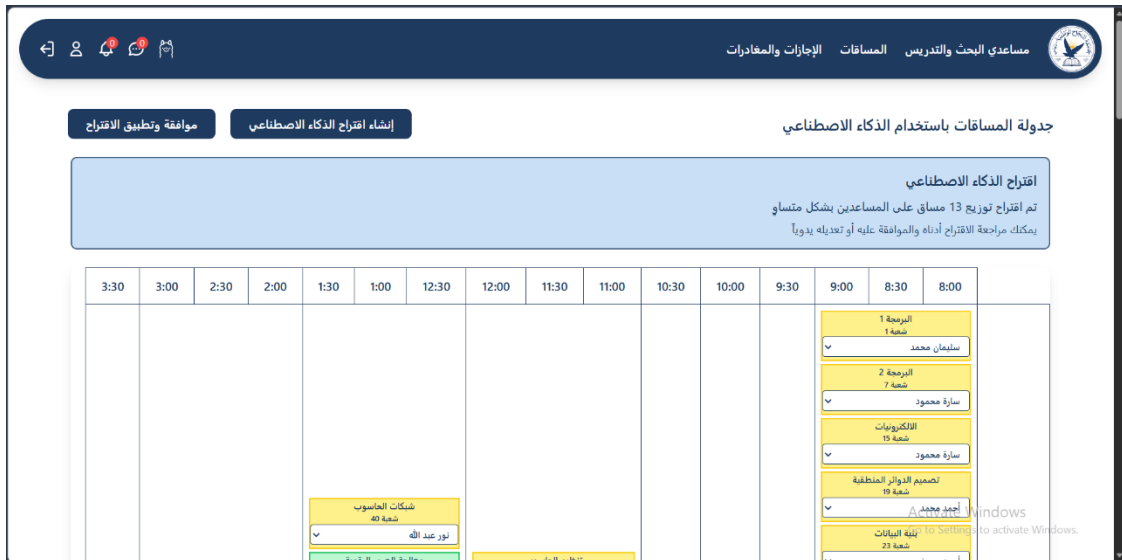 مساعدي البحث والتدريس المساقات الإجازات والمغادرات 0 0
جدولة المساقات باستخدام الذكاء الاصطناعي
إنشاء اقتراح الذكاء الاصطناعي
موافقة وتطبيق الاقتراح
اقتراح الذكاء الاصطناعي
تم اقتراح توزيع 13 مساق على المساعدين بشكل متساوٍ
يمكنك مراجعة الاقتراح أدناه والموافقة عليه أو تعديله يدوياً
8:00 8:30 9:00 9:30 10:00 10:30 11:00 11:30 12:00 12:30 1:00 1:30 2:00 2:30 3:00 3:30
البرمجة 1
شعبة 1
سليمان محمد
البرمجة 2
شعبة 7
سارة محمود
الالكترونيات
شعبة 15
سارة محمود
تصميم الدوائر المنطقية
شعبة 19
أحمد محمد
بنية البيانات
شعبة 23
شبكات الحاسوب
شعبة 40
نور عبد الله
Activate Windows
Go to Settings to activate Windows.